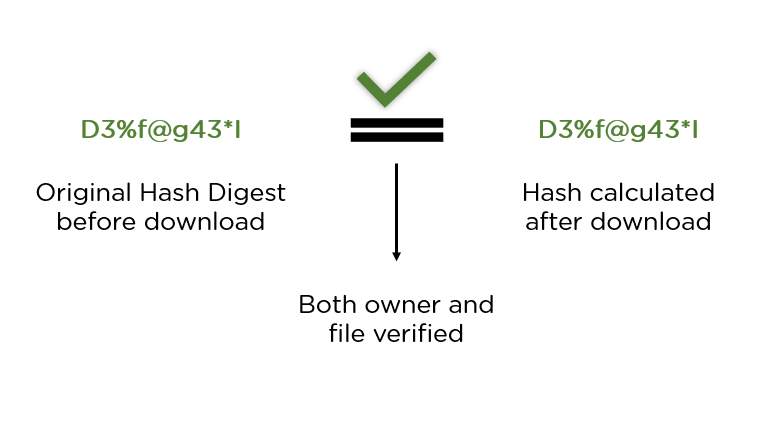 D3%f@g43*I
D3%f@g43*I
Original Hash Digest
before download
Hash calculated
after download
Both owner and
file verified